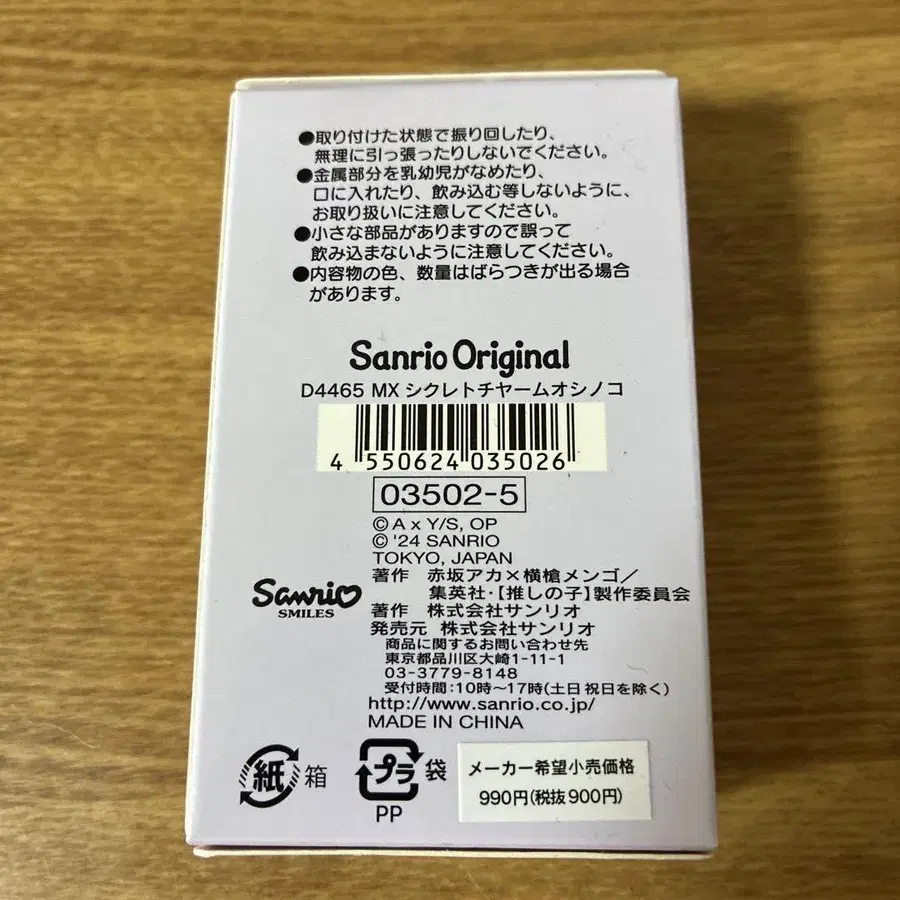 ●取り付けた状態で振り回したり、
無理に引っ張ったりしないでください。
●金属部分を乳幼児がなめたり、
口に入れたり、飲み込む等しないように、
お取り扱いに注意してください。
●小さな部品がありますので誤って
飲み込まないように注意してください。
●内容物の色、数量はばらつきが出る場合
があります。
Sanrio Original
D4465 MX シクレトチヤームオシノコ
4 550624 035026
03502-5
© A x Y/S, OP
© '24 SANRIO
TOKYO, JAPAN
著作 赤坂アカ×横槍メンゴ/
集英社・【推しの子】製作委員会
Sanrio
SMILES
著作 株式会社サンリオ
発売元 株式会社サンリオ
商品に関するお問い合わせ先
東京都品川区大崎1-11-1
03-3779-8148
受付時間:10時~17時(土日祝日を除く)
http://www.sanrio.co.jp/
MADE IN CHINA
紙 箱
プラ 袋
PP
メーカー希望小売価格
990円(税抜900円)